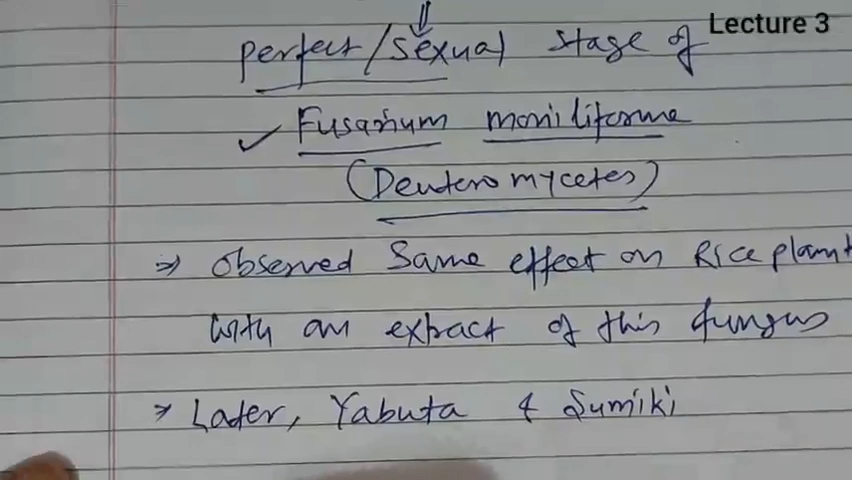 Lecture 3
perfect/sexual stage of
✓ Fusarium moniliforme
(Deuteromycetes)
⇒ Observed Same effect on Rice plant
with an extract of this fungus
⇒ Later, Yabuta & Sumiki